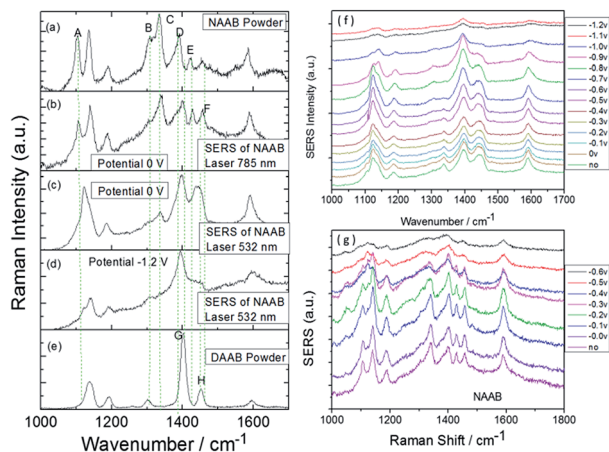 (a)
NAAB Powder
A
B
C
D
E
(b)
F
SERS of NAAB
Laser 785 nm
Potential 0 V
(c)
Potential 0 V
SERS of NAAB
Laser 532 nm
(d)
Potential -1.2 V
SERS of NAAB
Laser 532 nm
(e)
DAAB Powder
G
H
Raman Intensity (a.u.)
1000 1200 1400 1600
Wavenumber / cm-1
(f)
SERS Intensity (a.u.)
1000 1100 1200 1300 1400 1500 1600 1700
Wavenumber / cm-1
-1.2v
-1.1v
-1.0v
-0.9v
-0.8v
-0.7v
-0.6v
-0.5v
-0.4v
-0.3v
-0.2v
-0.1v
0v
no
(g)
SERS (a.u.)
NAAB
1000 1200 1400 1600 1800
Raman Shift / cm-1
-0.6v
-0.5v
-0.4v
-0.3v
-0.2v
-0.1v
-0.0v
no